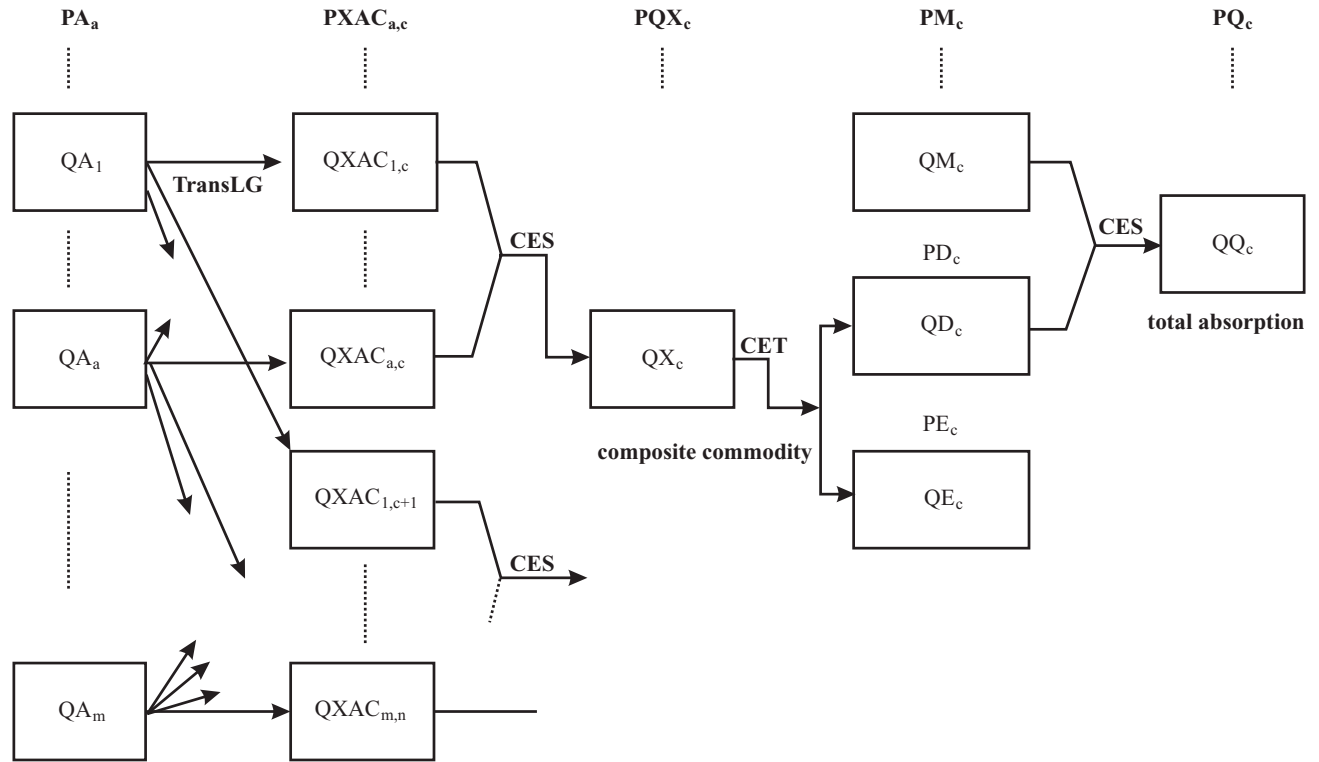 PAa
PXACa,c
PQXc
PMc
PQc
QA1
TransLG
QXAC1,c
CES
QMc
CES
QQc
total absorption
PDc
QDc
QAa
QXACa,c
QXc
CET
composite commodity
PEc
QEc
QXAC1,c+1
CES
QAm
QXACm,n